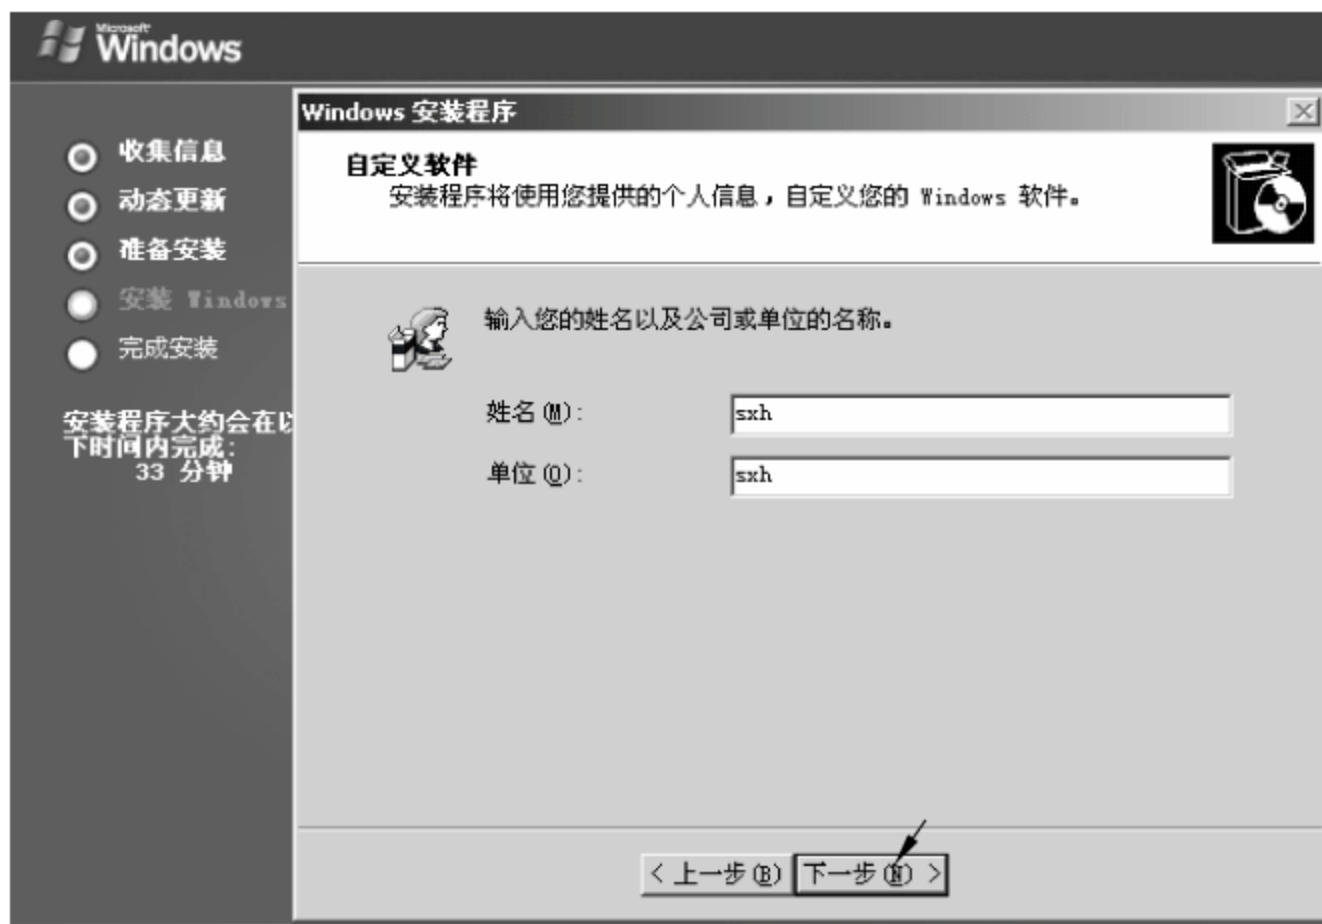 Microsoft
Windows
收集信息
动态更新
准备安装
安装 Windows
完成安装
安装程序大约会在以
下时间内完成:
33 分钟
Windows 安装程序
自定义软件
安装程序将使用您提供的个人信息，自定义您的 Windows 软件。
输入您的姓名以及公司或单位的名称。
姓名(M): sxh
单位(O): sxh
< 上一步(B) 下一步(N) >